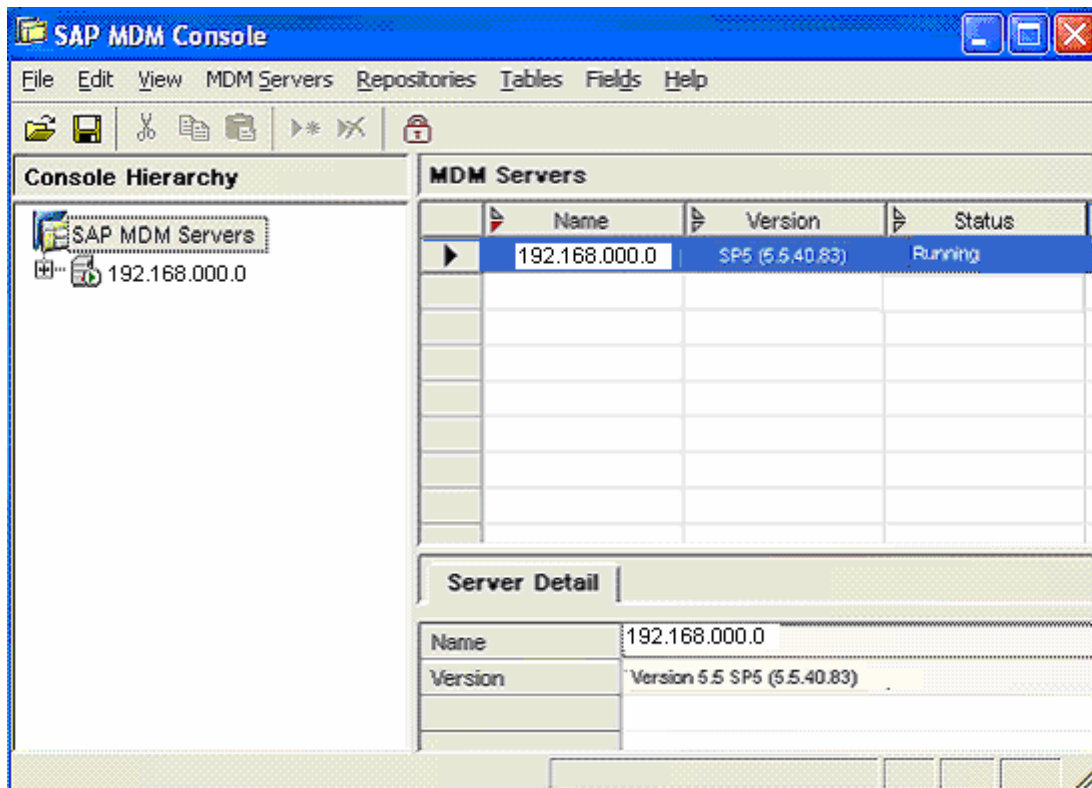 SAP MDM Console
File Edit View MDM Servers Repositories Tables Fields Help
Console Hierarchy
SAP MDM Servers
192.168.000.0
MDM Servers
Name Version Status
192.168.000.0 SP5 (5.5.40.83) Running
Server Detail
Name 192.168.000.0
Version Version 5.5 SP5 (5.5.40.83)